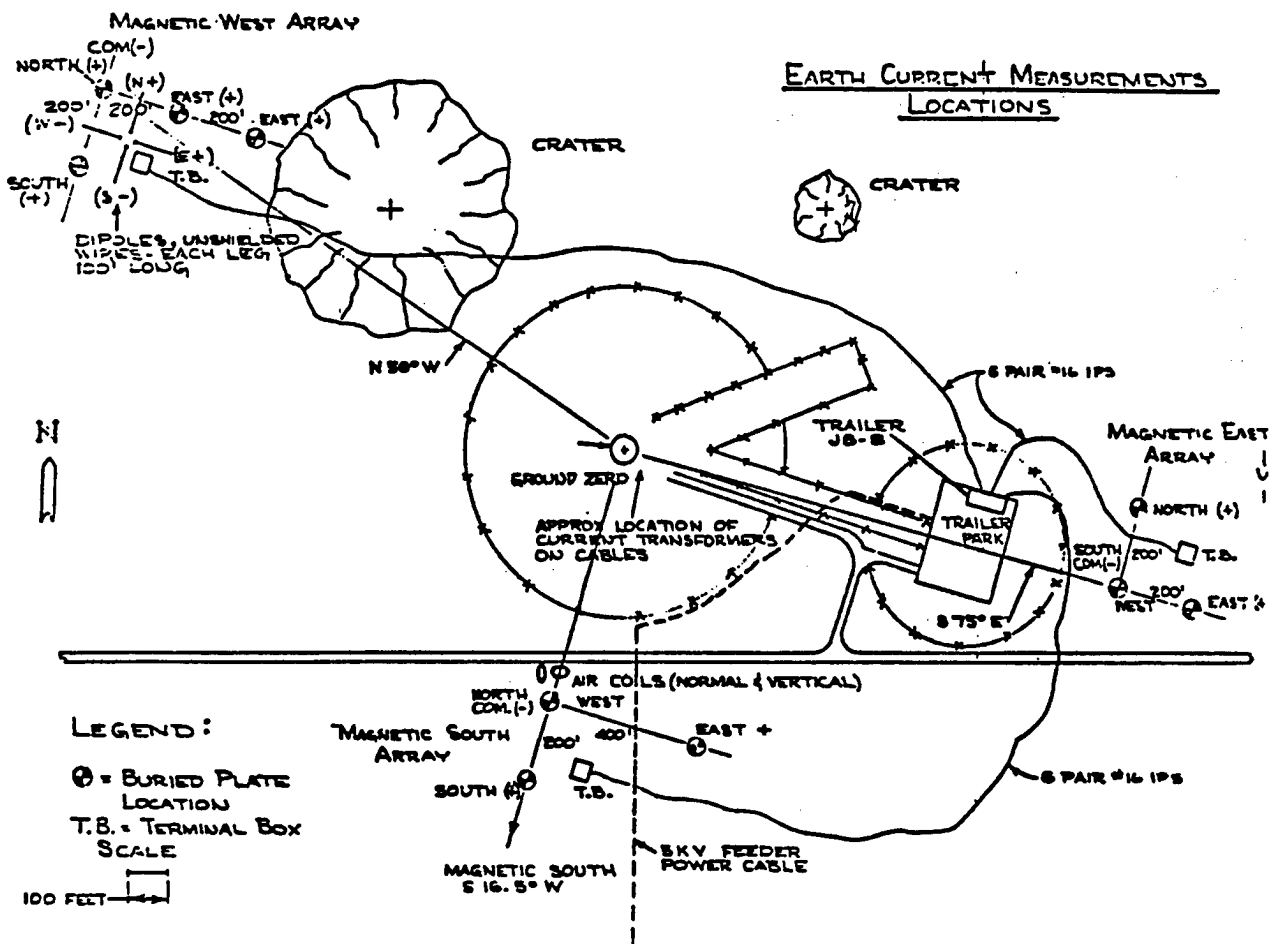 MAGNETIC WEST ARRAY
COM(-)
NORTH (+)
(N+)
EAST (+)
200'
200'
200'
EAST (+)
(W-)
(E+)
T.B.
SOUTH
(+)
(S-)
DIPOLES, UNSHIELDED
WIRES - EACH LEG
100' LONG
CRATER
EARTH CURRENT MEASUREMENTS
LOCATIONS
CRATER
N
N 50° W
6 PAIR #16 IPS
TRAILER
JB-8
MAGNETIC EAST
ARRAY
NORTH (+)
GROUND ZERO
APPROX LOCATION OF
CURRENT TRANSFORMERS
ON CABLES
TRAILER
PARK
SOUTH
COM(-)
200'
T.B.
WEST
200'
EAST +
S 75° E
AIR COILS (NORMAL & VERTICAL)
NORTH
COM.(-)
WEST
400'
EAST +
MAGNETIC SOUTH
ARRAY
200'
SOUTH (+)
T.B.
6 PAIR #16 IPS
MAGNETIC SOUTH
S 16.5° W
5KV FEEDER
POWER CABLE
LEGEND:
= BURIED PLATE
LOCATION
T.B. = TERMINAL BOX
SCALE
100 FEET